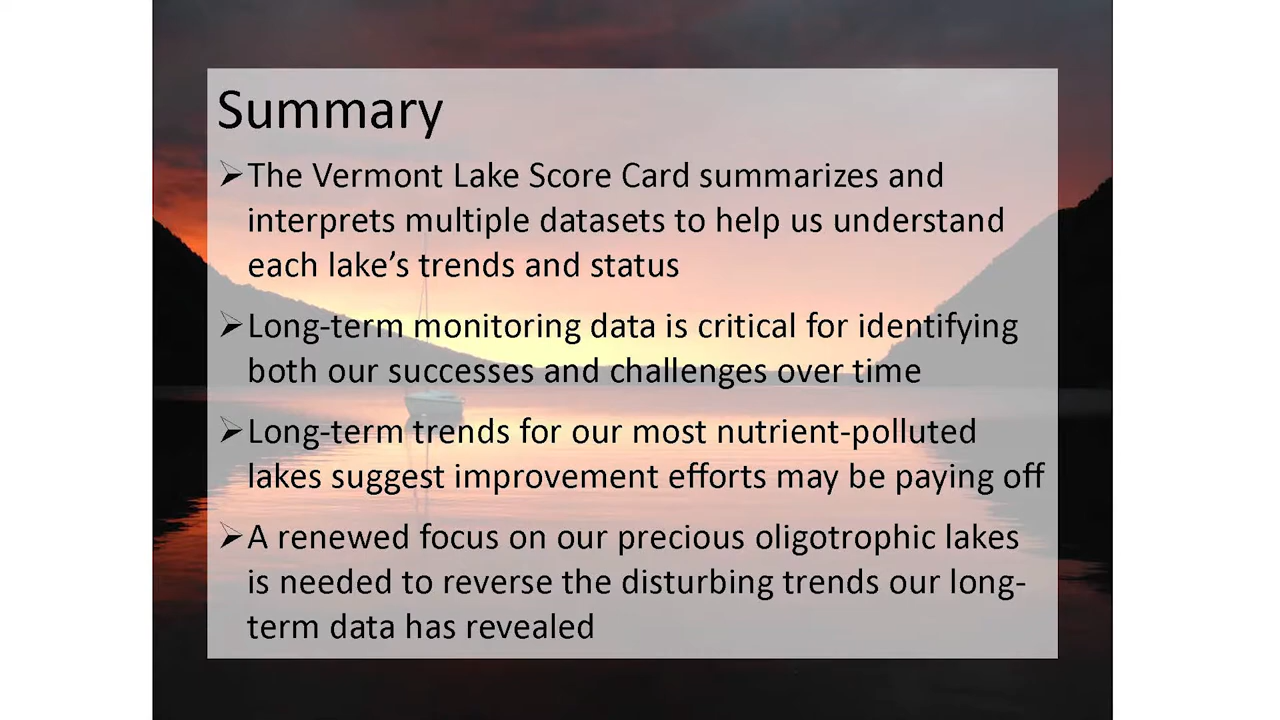 Summary
➢The Vermont Lake Score Card summarizes and
interprets multiple datasets to help us understand
each lake’s trends and status
➢Long-term monitoring data is critical for identifying
both our successes and challenges over time
➢Long-term trends for our most nutrient-polluted
lakes suggest improvement efforts may be paying off
➢A renewed focus on our precious oligotrophic lakes
is needed to reverse the disturbing trends our long-
term data has revealed